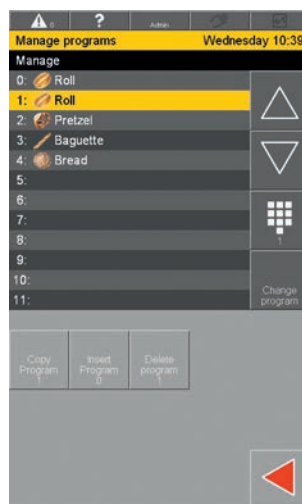 0 ? Admin
Manage programs Wednesday 10:39
Manage
0: Roll
1: Roll
2: Pretzel
3: Baguette
4: Bread
5:
6:
7:
8:
1
9:
10:
11:
Change
program
Copy
Program
1
Insert
Program
0
Delete
program
1